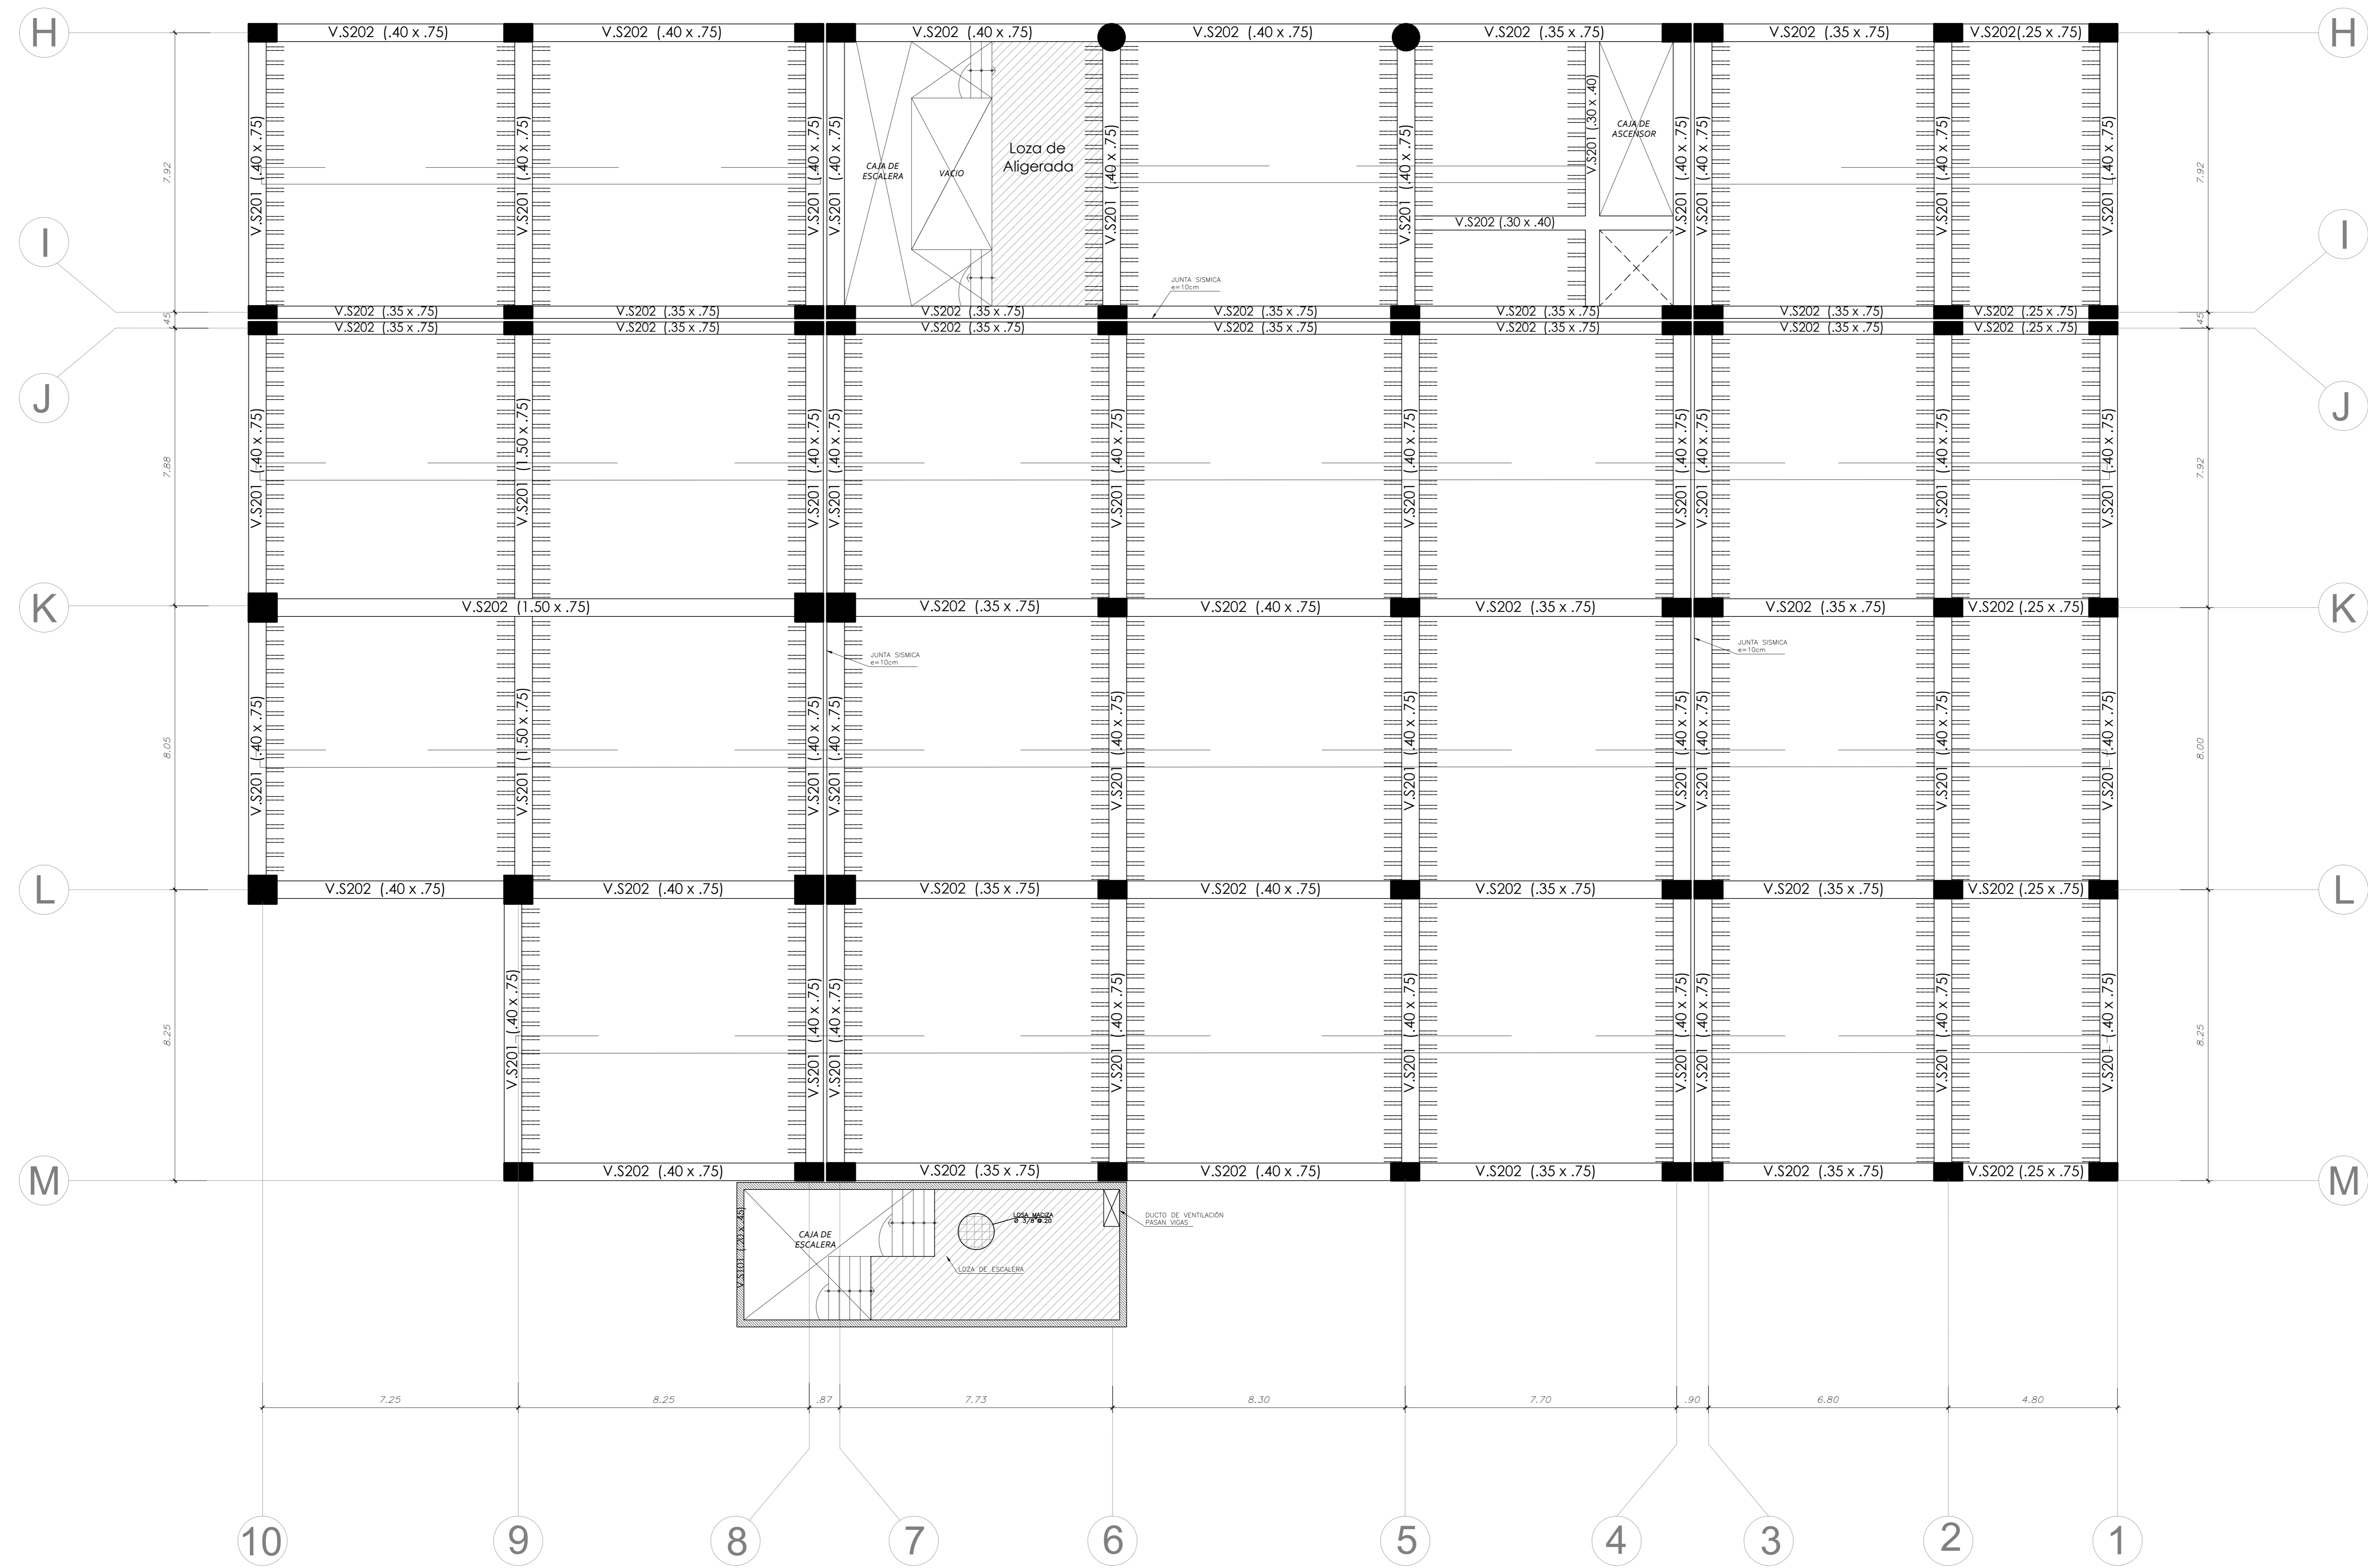 H
V.S202 (.40 x .75)
V.S202 (.40 x .75)
V.S202 (.40 x .75)
V.S202 (.40 x .75)
V.S202 (.35 x .75)
V.S202 (.35 x .75)
V.S202(.25 x .75)
H
7.92
V.S201 (.40 x .75)
V.S201 (.40 x .75)
V.S201 (.40 x .75)
V.S201 (.40 x .75)
CAJA DE
ESCALERA
VACIO
Loza de
Aligerada
V.S201 (.40 x .75)
V.S201 (.40 x .75)
V.S201 (.30 x .40)
CAJA DE
ASCENSOR
V.S201 (.40 x .75)
V.S201 (.40 x .75)
V.S201 (.40 x .75)
V.S201 (.40 x .75)
7.92
V.S202 (.30 x .40)
I
I
JUNTA SISMICA
e=10cm
V.S202 (.35 x .75)
V.S202 (.35 x .75)
V.S202 (.35 x .75)
V.S202 (.35 x .75)
V.S202 (.35 x .75)
V.S202 (.35 x .75)
V.S202 (.25 x .75)
.45
.45
V.S202 (.35 x .75)
V.S202 (.35 x .75)
V.S202 (.35 x .75)
V.S202 (.35 x .75)
V.S202 (.35 x .75)
V.S202 (.35 x .75)
V.S202 (.25 x .75)
J
J
7.88
V.S201 (.40 x .75)
V.S201 (1.50 x .75)
V.S201 (.40 x .75)
V.S201 (.40 x .75)
V.S201 (.40 x .75)
V.S201 (.40 x .75)
V.S201 (.40 x .75)
V.S201 (.40 x .75)
V.S201 (.40 x .75)
V.S201 (.40 x .75)
7.92
K
V.S202 (1.50 x .75)
V.S202 (.35 x .75)
V.S202 (.40 x .75)
V.S202 (.35 x .75)
V.S202 (.35 x .75)
V.S202 (.25 x .75)
K
JUNTA SISMICA
e=10cm
JUNTA SISMICA
e=10cm
8.05
V.S201 (.40 x .75)
V.S201 (1.50 x .75)
V.S201 (.40 x .75)
V.S201 (.40 x .75)
V.S201 (.40 x .75)
V.S201 (.40 x .75)
V.S201 (.40 x .75)
V.S201 (.40 x .75)
V.S201 (.40 x .75)
V.S201 (.40 x .75)
8.00
L
V.S202 (.40 x .75)
V.S202 (.40 x .75)
V.S202 (.35 x .75)
V.S202 (.40 x .75)
V.S202 (.35 x .75)
V.S202 (.35 x .75)
V.S202 (.25 x .75)
L
8.25
V.S201 (.40 x .75)
V.S201 (.40 x .75)
V.S201 (.40 x .75)
V.S201 (.40 x .75)
V.S201 (.40 x .75)
V.S201 (.40 x .75)
V.S201 (.40 x .75)
V.S201 (.40 x .75)
V.S201 (.40 x .75)
8.25
M
V.S202 (.40 x .75)
V.S202 (.35 x .75)
V.S202 (.40 x .75)
V.S202 (.35 x .75)
V.S202 (.35 x .75)
V.S202 (.25 x .75)
M
V.S101 (.20 x .45)
CAJA DE
ESCALERA
LOSA MACIZA
Ø 3/8"@.20
DUCTO DE VENTILACIÓN
PASAN VIGAS
LOZA DE ESCALERA
7.25
8.25
.87
7.73
8.30
7.70
.90
6.80
4.80
10
9
8
7
6
5
4
3
2
1